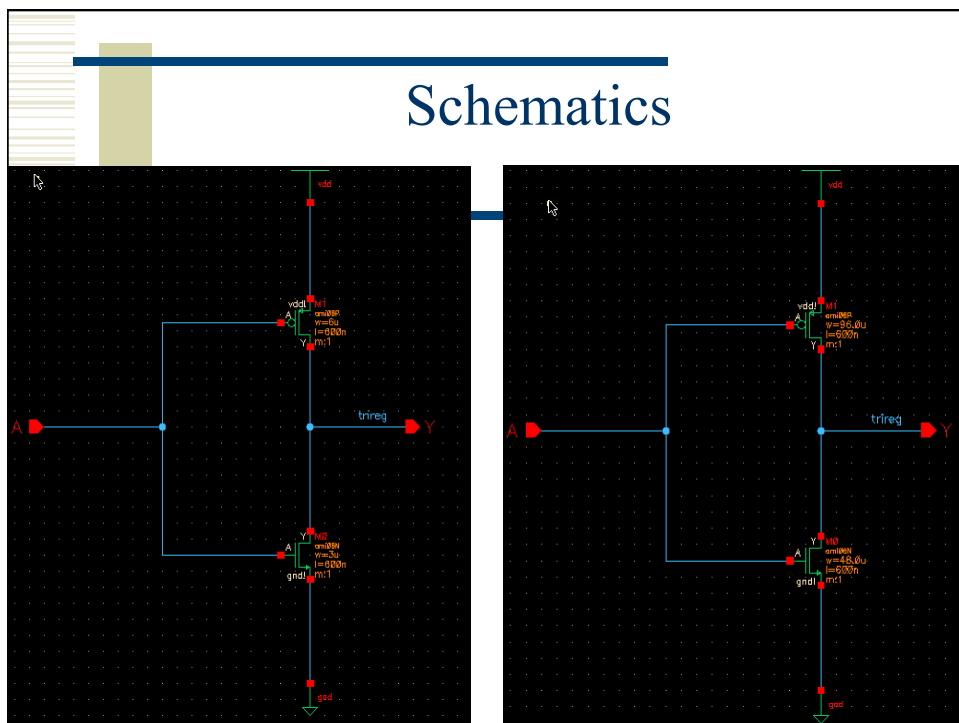 Schematics
vdd
vdd!
M1
A
ami06P
w=6u
l=600n
Y
m:1
A
trireg
Y
Y
M0
A
ami06N
w=3u
l=600n
gnd!
m:1
gnd
vdd
vdd!
M1
A
ami06P
w=96.0u
l=600n
Y
m:1
A
trireg
Y
Y
M0
A
ami06N
w=48.0u
l=600n
gnd!
m:1
gnd